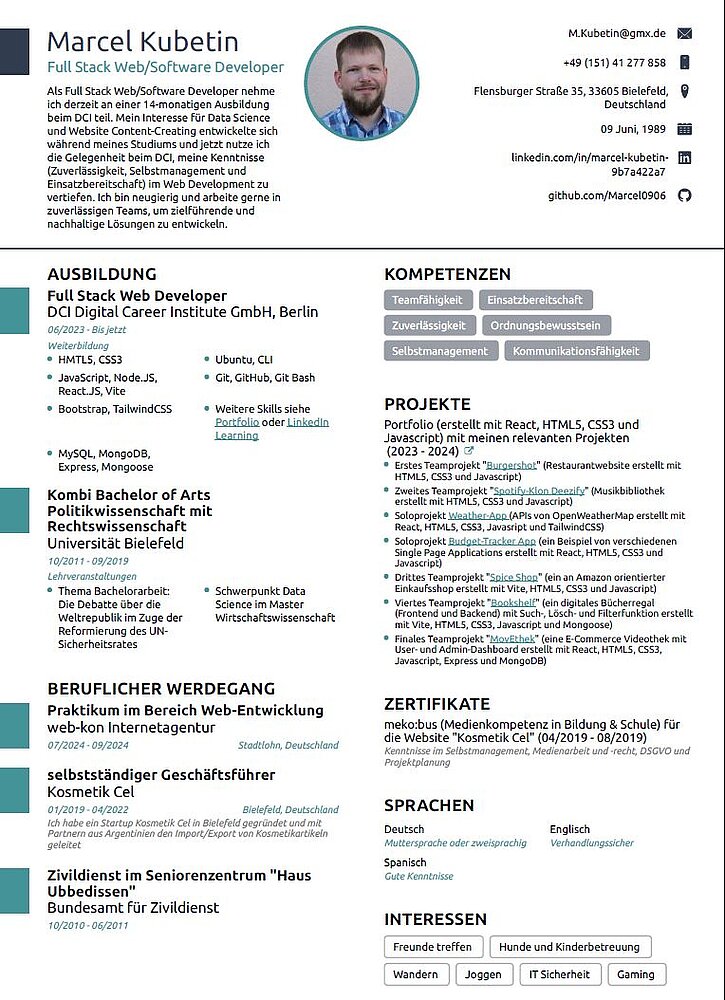 Marcel Kubetin
Full Stack Web/Software Developer
Als Full Stack Web/Software Developer nehme
ich derzeit an einer 14-monatigen Ausbildung
beim DCI teil. Mein Interesse für Data Science
und Website Content-Creating entwickelte sich
während meines Studiums und jetzt nutze ich
die Gelegenheit beim DCI, meine Kenntnisse
(Zuverlässigkeit, Selbstmanagement und
Einsatzbereitschaft) im Web Development zu
vertiefen. Ich bin neugierig und arbeite gerne in
zuverlässigen Teams, um zielführende und
nachhaltige Lösungen zu entwickeln.
M.Kubetin@gmx.de
+49 (151) 41 277 858
Flensburger Straße 35, 33605 Bielefeld,
Deutschland
09 Juni, 1989
linkedin.com/in/marcel-kubetin-
9b7a422a7
github.com/Marcel0906
AUSBILDUNG
Full Stack Web Developer
DCI Digital Career Institute GmbH, Berlin
06/2023 - Bis jetzt
Weiterbildung
HMTL5, CSS3
Ubuntu, CLI
JavaScript, Node.JS,
React.JS, Vite
Git, GitHub, Git Bash
Bootstrap, TailwindCSS
Weitere Skills siehe
Portfolio oder LinkedIn
Learning
MySQL, MongoDB,
Express, Mongoose
Kombi Bachelor of Arts
Politikwissenschaft mit
Rechtswissenschaft
Universität Bielefeld
10/2011 - 09/2019
Lehrveranstaltungen
Thema Bachelorarbeit:
Die Debatte über die
Weltrepublik im Zuge der
Reformierung des UN-
Sicherheitsrates
Schwerpunkt Data
Science im Master
Wirtschaftswissenschaft
BERUFLICHER WERDEGANG
Praktikum im Bereich Web-Entwicklung
web-kon Internetagentur
07/2024 - 09/2024
Stadtlohn, Deutschland
selbstständiger Geschäftsführer
Kosmetik Cel
01/2019 - 04/2022
Bielefeld, Deutschland
Ich habe ein Startup Kosmetik Cel in Bielefeld gegründet und mit
Partnern aus Argentinien den Import/Export von Kosmetikartikeln
geleitet
Zivildienst im Seniorenzentrum "Haus
Ubbedissen"
Bundesamt für Zivildienst
10/2010 - 06/2011
KOMPETENZEN
Teamfähigkeit
Einsatzbereitschaft
Zuverlässigkeit
Ordnungsbewusstsein
Selbstmanagement
Kommunikationsfähigkeit
PROJEKTE
Portfolio (erstellt mit React, HTML5, CSS3 und
Javascript) mit meinen relevanten Projekten
(2023 - 2024)
Erstes Teamprojekt "Burgershot" (Restaurantwebsite erstellt mit
HTML5, CSS3 und Javascript)
Zweites Teamprojekt "Spotify-Klon Deezify" (Musikbibliothek
erstellt mit HTML5, CSS3 und Javascript)
Soloprojekt Weather-App (APIs von OpenWeatherMap erstellt mit
React, HTML5, CSS3, Javasript und TailwindCSS)
Soloprojekt Budget-Tracker App (ein Beispiel von verschiedenen
Single Page Applications erstellt mit React, HTML5, CSS3 und
Javascript)
Drittes Teamprojekt "Spice Shop" (ein an Amazon orientierter
Einkaufsshop erstellt mit Vite, HTML5, CSS3 und Javascript)
Viertes Teamprojekt "Bookshelf" (ein digitales Bücherregal
(Frontend und Backend) mit Such-, Lösch- und Filterfunktion erstellt
mit Vite, HTML5, CSS3, Javascript und Mongoose)
Finales Teamprojekt "MovEthek" (eine E-Commerce Videothek mit
User- und Admin-Dashboard erstellt mit React, HTML5, CSS3,
Javascript, Express und MongoDB)
ZERTIFIKATE
meko:bus (Medienkompetenz in Bildung & Schule) für
die Website "Kosmetik Cel" (04/2019 - 08/2019)
Kenntnisse im Selbstmanagement, Medienarbeit und -recht, DSGVO und
Projektplanung
SPRACHEN
Deutsch
Muttersprache oder zweisprachig
Englisch
Verhandlungssicher
Spanisch
Gute Kenntnisse
INTERESSEN
Freunde treffen
Hunde und Kinderbetreuung
Wandern
Joggen
IT Sicherheit
Gaming